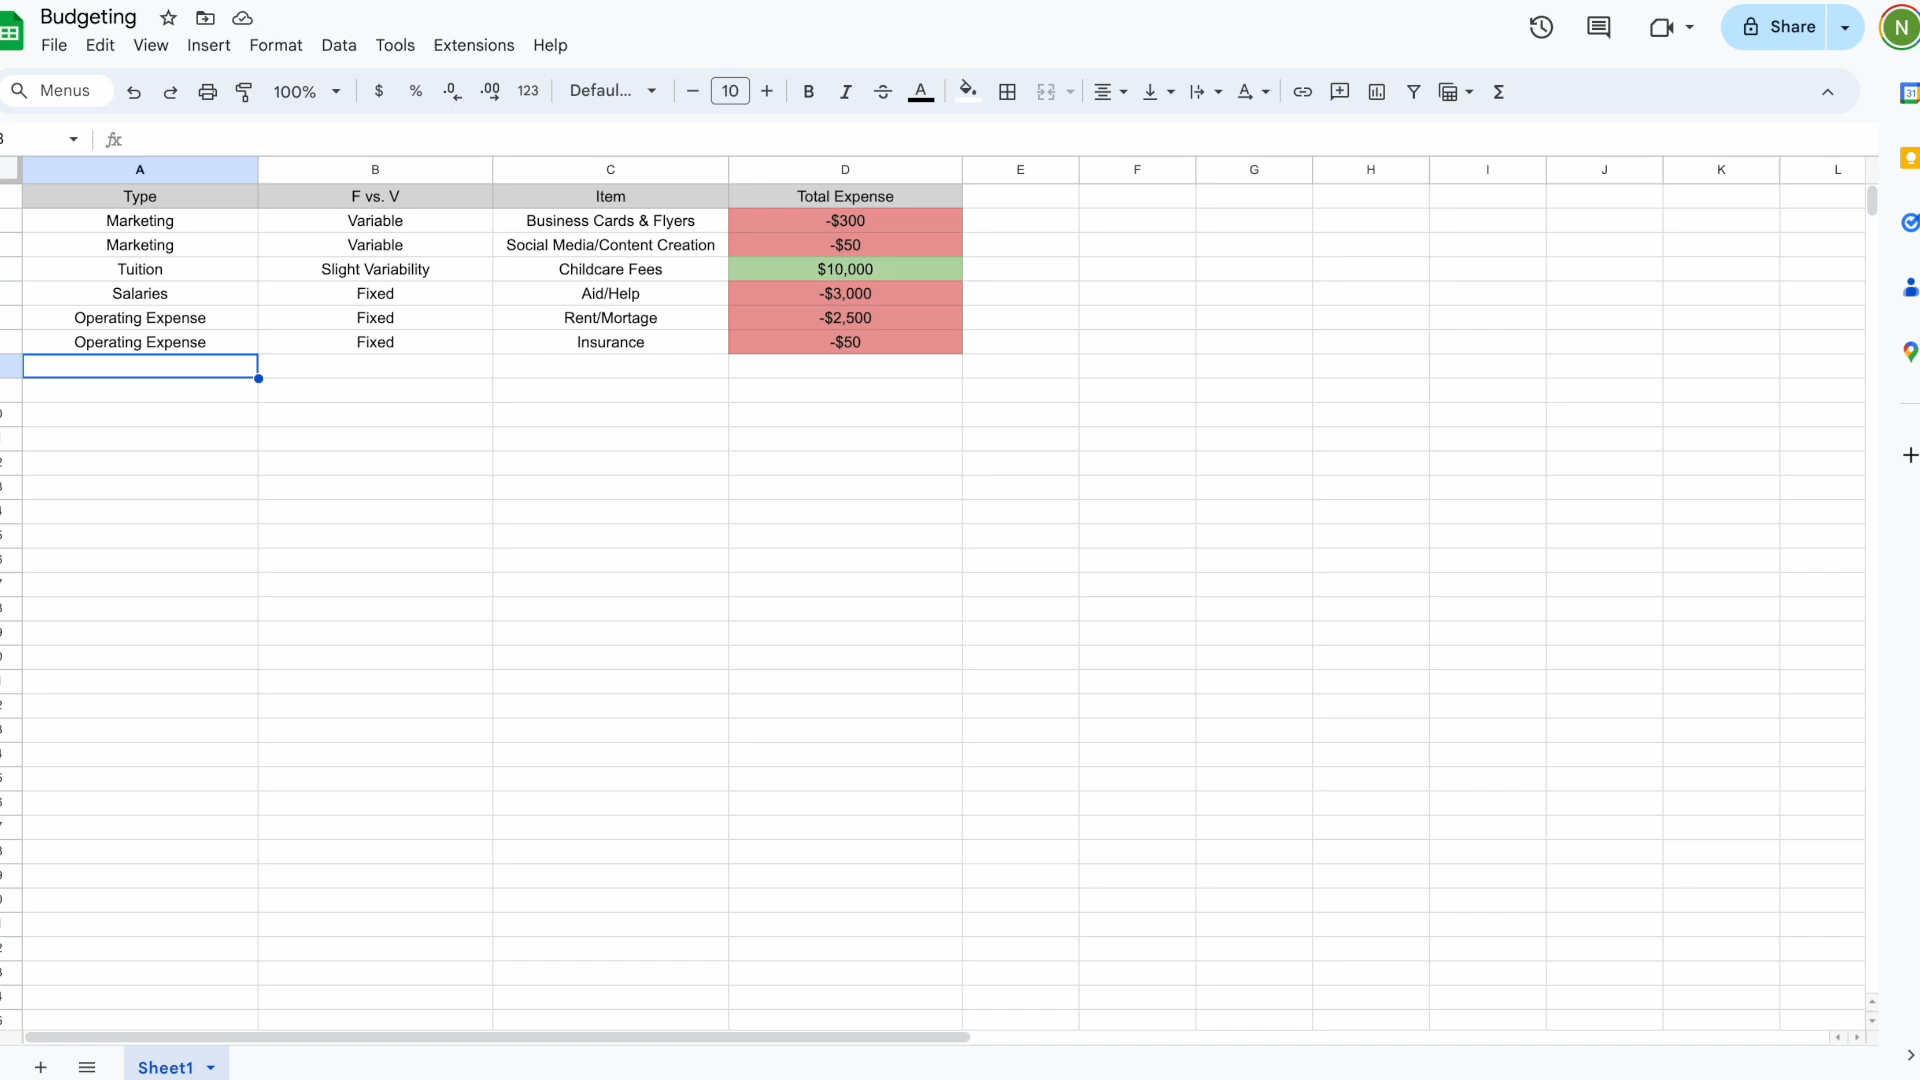 Budgeting
File Edit View Insert Format Data Tools Extensions Help
Share
N
Menus 100% $ % .0 .00 123 Defaul... 10 B I S A Σ
31
fx
A B C D E F G H I J K L
Type F vs. V Item Total Expense
Marketing Variable Business Cards & Flyers -$300
Marketing Variable Social Media/Content Creation -$50
Tuition Slight Variability Childcare Fees $10,000
Salaries Fixed Aid/Help -$3,000
Operating Expense Fixed Rent/Mortage -$2,500
Operating Expense Fixed Insurance -$50
Sheet1